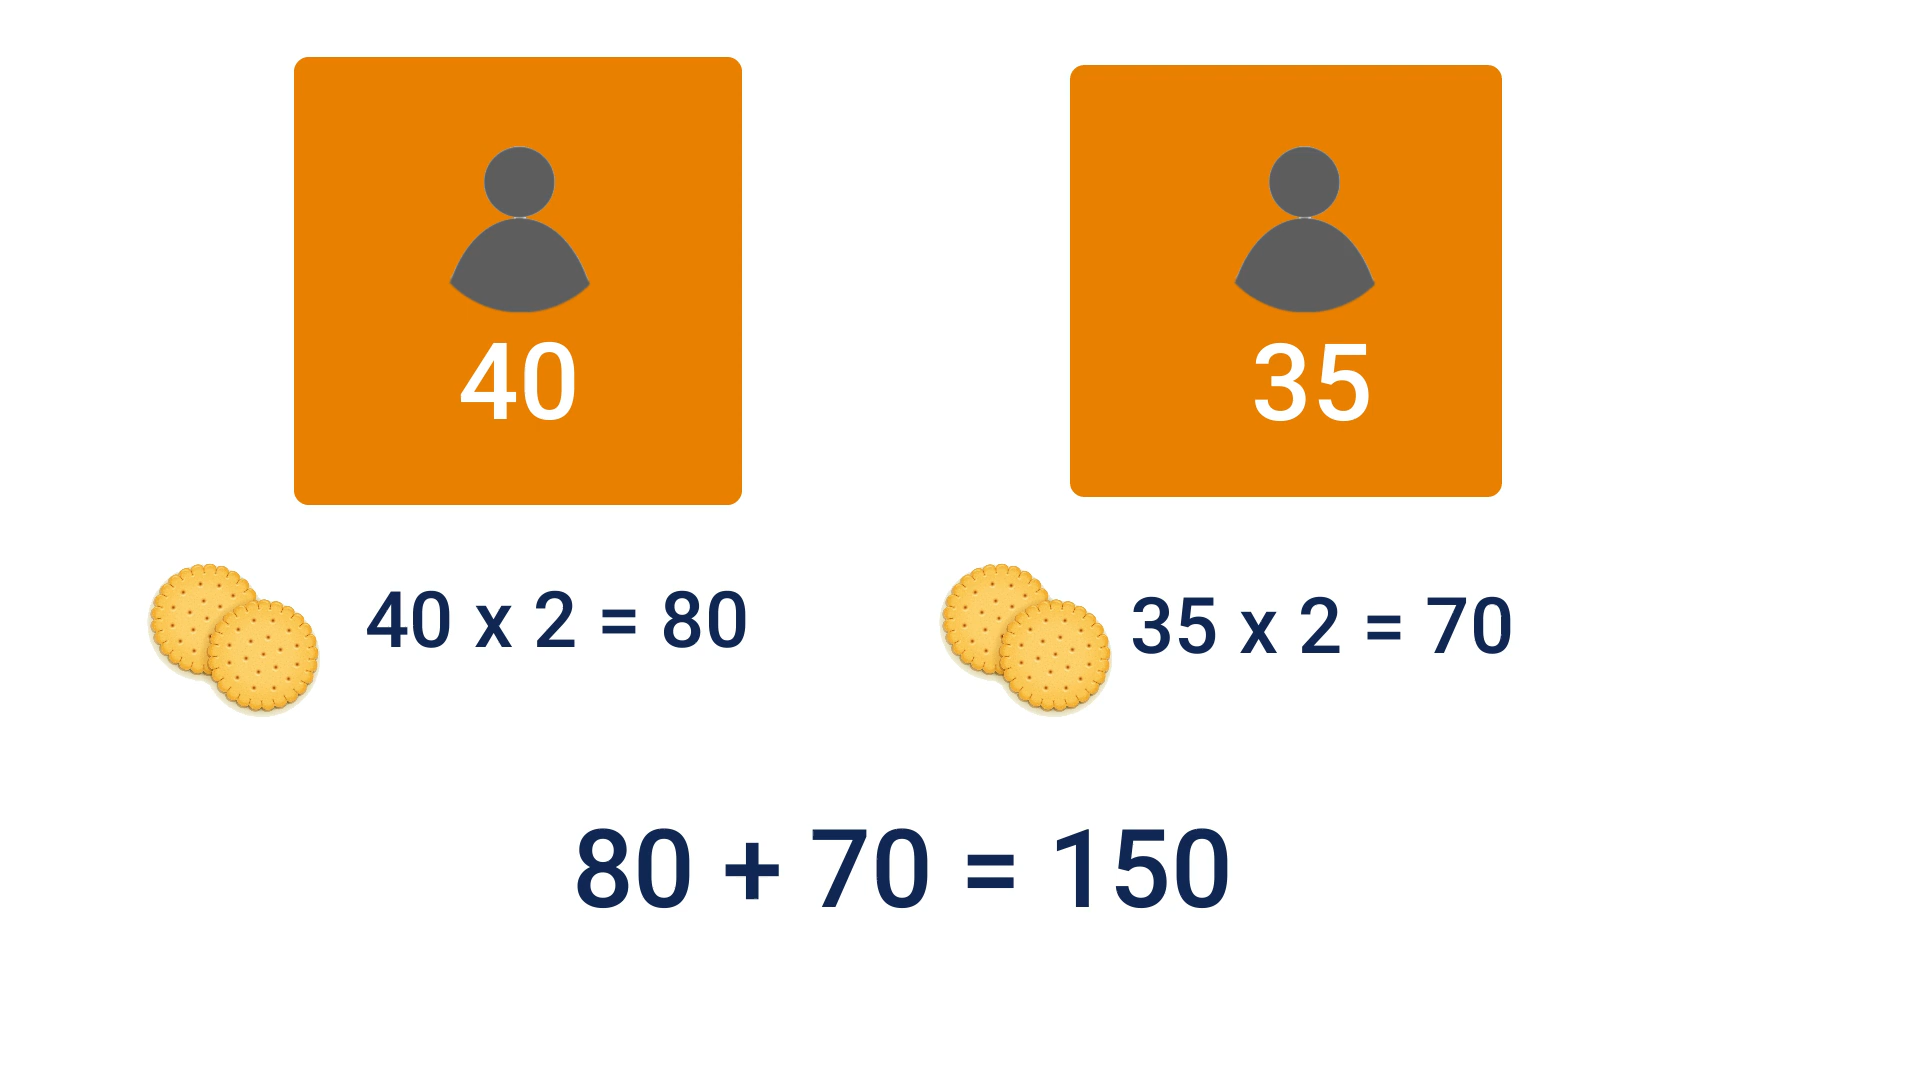 40
35
40 x 2 = 80
35 x 2 = 70
80 + 70 = 150